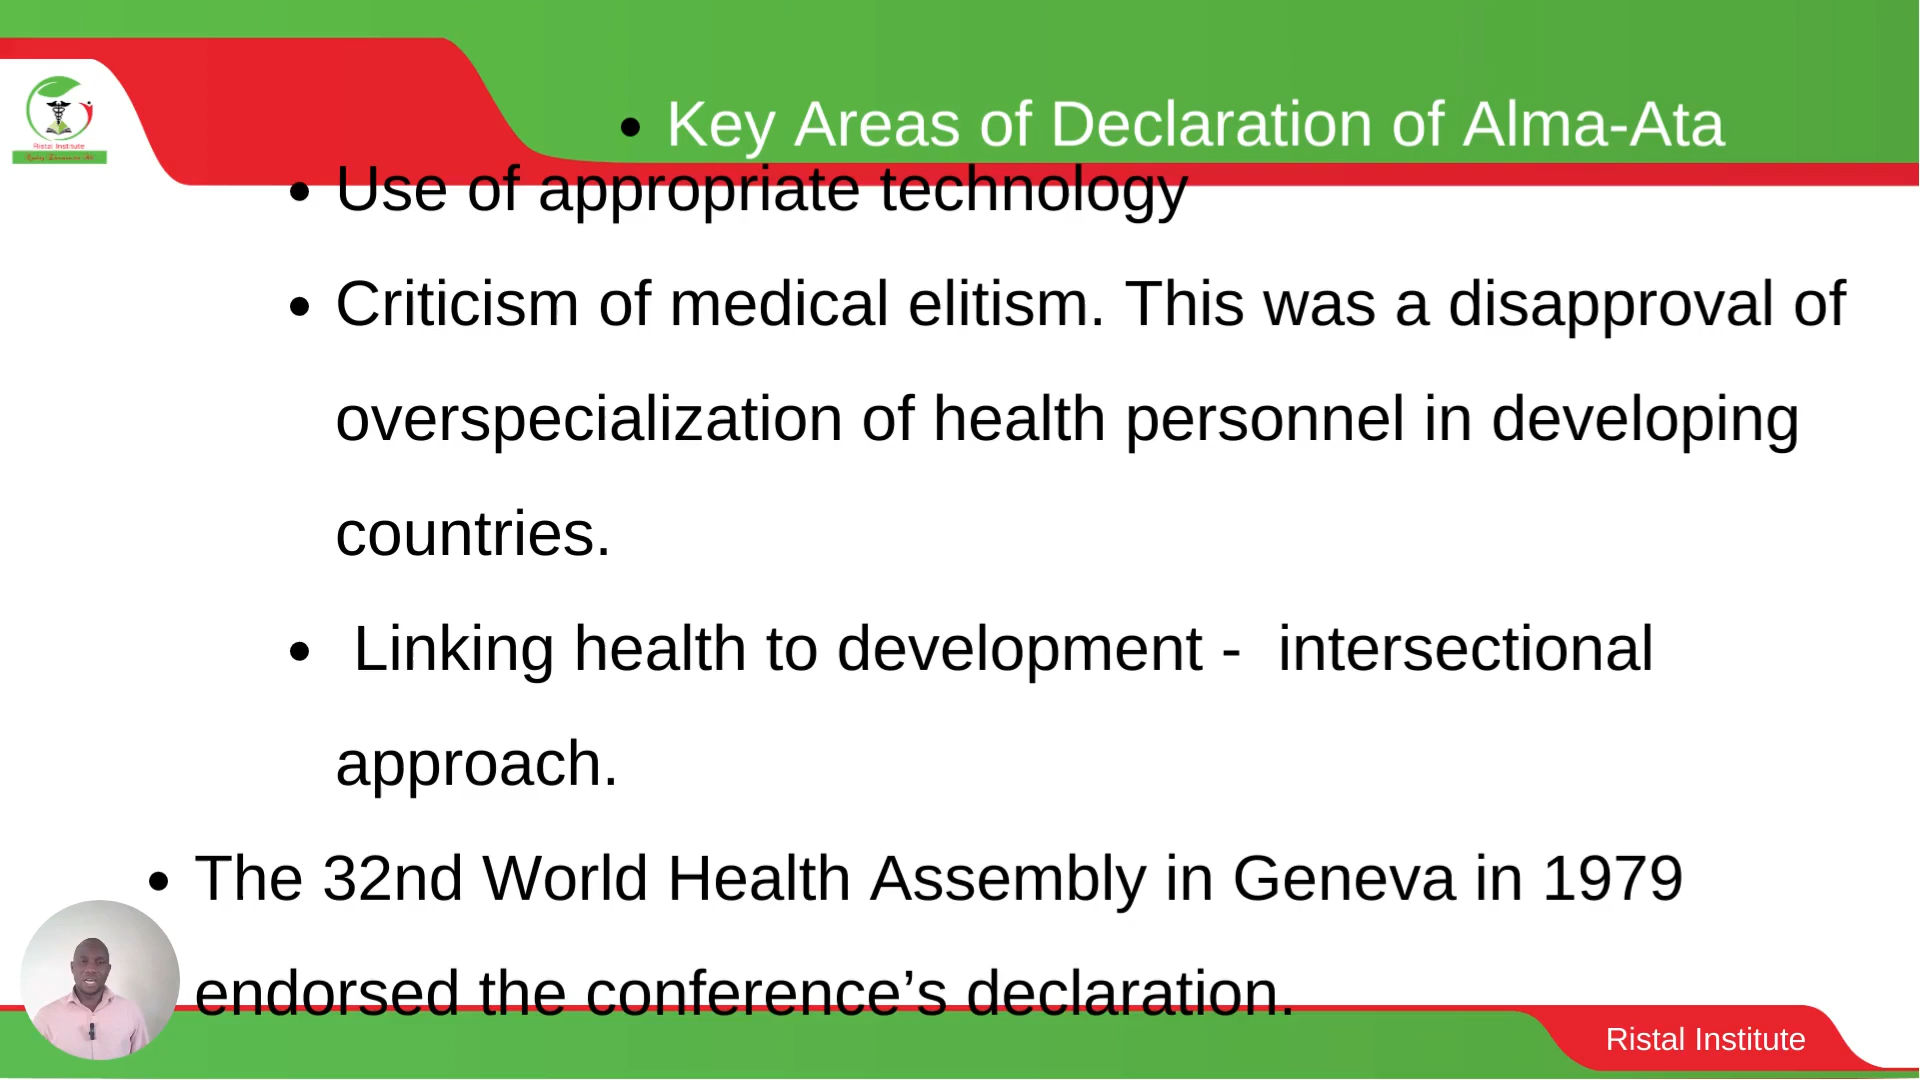 Key Areas of Declaration of Alma-Ata
Ristal Institute
Use of appropriate technology
Criticism of medical elitism. This was a disapproval of
overspecialization of health personnel in developing
countries.
Linking health to development -  intersectional
approach.
The 32nd World Health Assembly in Geneva in 1979
endorsed the conference’s declaration.
Ristal Institute